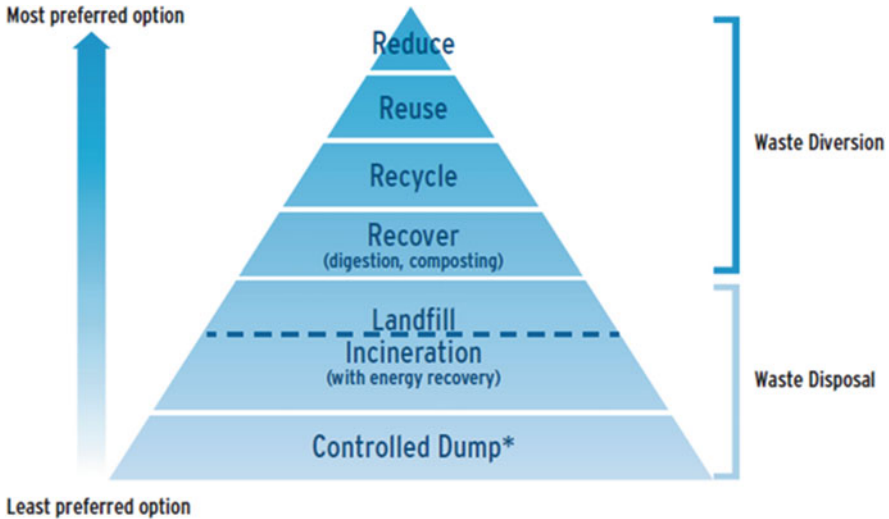 Most preferred option
Reduce
Reuse
Recycle
Recover
(digestion, composting)
Landfill
Incineration
(with energy recovery)
Controlled Dump*
Waste Diversion
Waste Disposal
Least preferred option